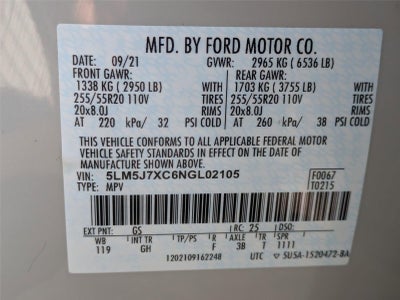 MFD. BY FORD MOTOR CO.
DATE: 09/21 GVWR: 2965 KG ( 6536 LB)
FRONT GAWR: REAR GAWR:
1338 KG ( 2950 LB) 1703 KG ( 3755 LB)
255/55R20 110V TIRES 255/55R20 110V TIRES
20x8.0J RIMS 20x8.0J RIMS
AT 220 kPa/ 32 PSI AT 260 kPa/ 38 PSI
THIS VEHICLE CONFORMS TO ALL APPLICABLE FEDERAL MOTOR
VEHICLE SAFETY STANDARDS IN EFFECT ON THE DATE OF
MANUFACTURE SHOWN ABOVE.
VIN: 5LM5J7XC6NGL02105 F0067
TYPE: MPV T0215
EXT PNT: GS RC: 25 DSO:
WB INT TR TP/PS R AXLE TR
119 GH F 3B T 1111
1202109162248 UTC 5U5A-1520472-BA